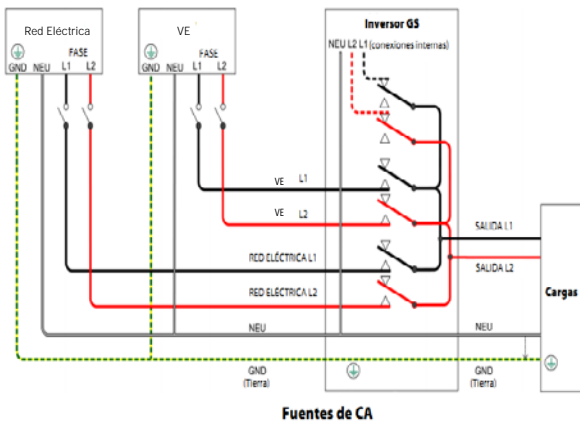 Red Eléctrica
FASE
GND NEU L1 L2
VE
FASE
GND NEU L1 L2
Inversor GS
NEU L2 L1 (conexiones internas)
VE L1
VE L2
RED ELÉCTRICA L1
RED ELÉCTRICA L2
NEU
GND
(Tierra)
SALIDA L1
SALIDA L2
Cargas
NEU
GND
(Tierra)
Fuentes de CA